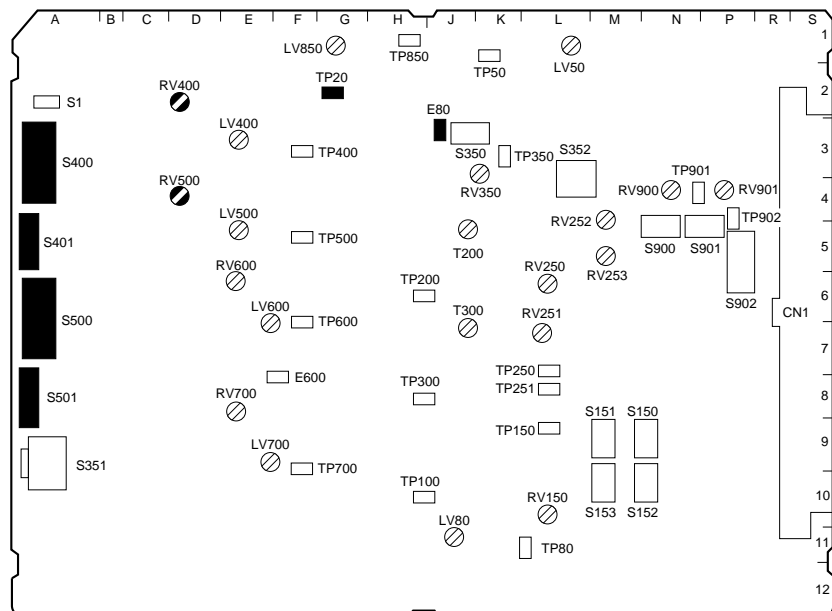 A B C D E F G H J K L M N P R S
1
LV850
TP850
TP50
LV50
RV400
TP20
2
S1
E80
LV400
S400
TP400
S350
TP350
S352
3
RV500
RV350
TP901
RV900
RV901
4
LV500
RV252
TP902
S401
TP500
T200
S900
S901
5
RV600
RV250
RV253
TP200
S902
6
LV600
T300
RV251
CN1
S500
TP600
7
TP250
E600
TP300
TP251
8
RV700
S501
S151
S150
TP150
9
LV700
S351
TP700
TP100
RV150
S153
S152
10
LV80
TP80
11
12